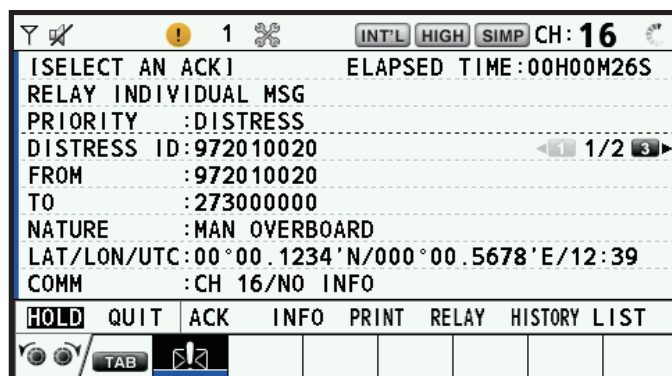 ! 1 INT'L HIGH SIMP CH:16
[SELECT AN ACK] ELAPSED TIME:00H00M26S
RELAY INDIVIDUAL MSG
PRIORITY :DISTRESS
DISTRESS ID:972010020 1 1/2 3
FROM :972010020
TO :273000000
NATURE :MAN OVERBOARD
LAT/LON/UTC:00°00.1234'N/000°00.5678'E/12:39
COMM :CH 16/NO INFO
HOLD QUIT ACK INFO PRINT RELAY HISTORY LIST
/ TAB !